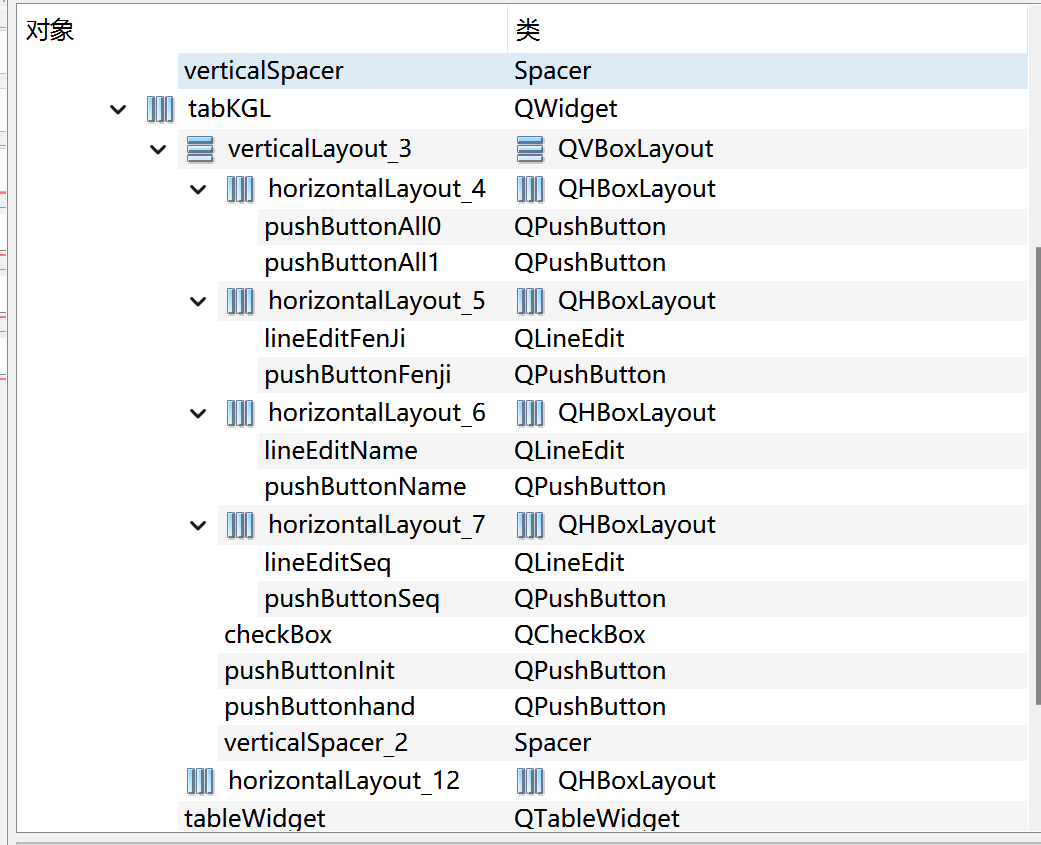 对象 类
verticalSpacer Spacer
tabKGL QWidget
verticalLayout_3 QVBoxLayout
horizontalLayout_4 QHBoxLayout
pushButtonAll0 QPushButton
pushButtonAll1 QPushButton
horizontalLayout_5 QHBoxLayout
lineEditFenJi QLineEdit
pushButtonFenji QPushButton
horizontalLayout_6 QHBoxLayout
lineEditName QLineEdit
pushButtonName QPushButton
horizontalLayout_7 QHBoxLayout
lineEditSeq QLineEdit
pushButtonSeq QPushButton
checkBox QCheckBox
pushButtonInit QPushButton
pushButtonhand QPushButton
verticalSpacer_2 Spacer
horizontalLayout_12 QHBoxLayout
tableWidget QTableWidget